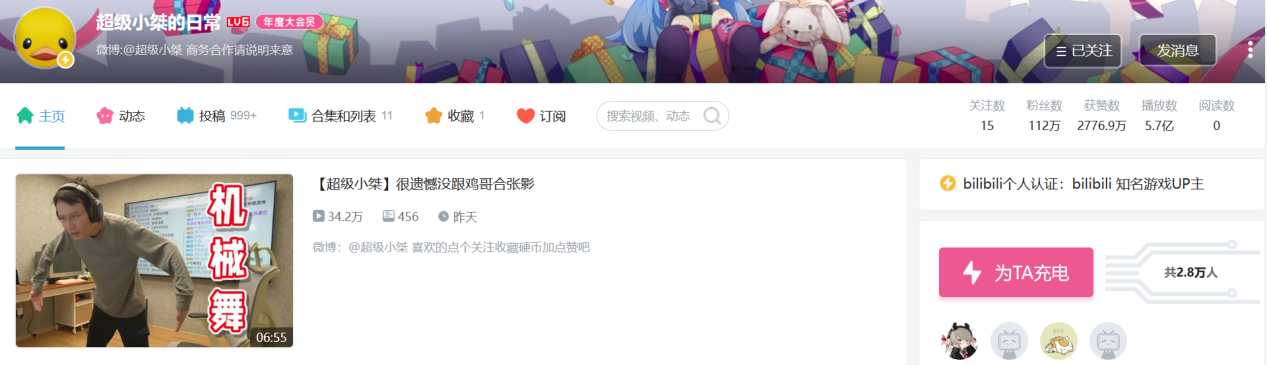 超级小桀的日常 LV6 年度大会员
微博:@超级小桀 商务合作请说明来意
已关注 发消息
主页 动态 投稿 999+ 合集和列表 11 收藏 1 订阅 搜索视频、动态
关注数 粉丝数 获赞数 播放数 阅读数
15 112万 2776.9万 5.7亿 0
机械舞
06:55
【超级小桀】很遗憾没跟鸡哥合张影
34.2万 456 昨天
微博：@超级小桀 喜欢的点个关注收藏硬币加点赞吧
bilibili个人认证：bilibili 知名游戏UP主
为TA充电 共2.8万人